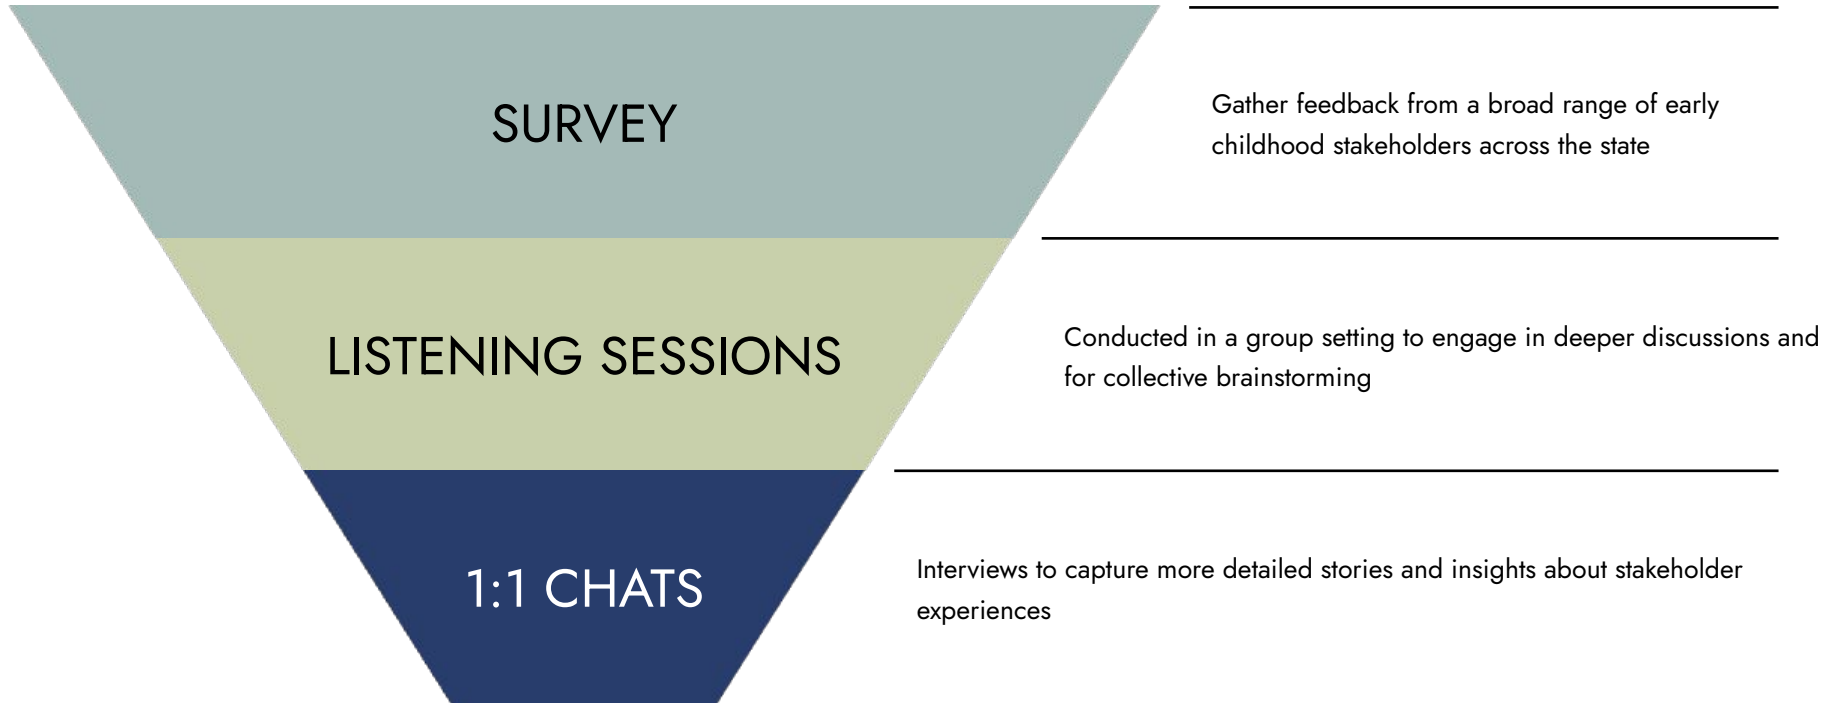 SURVEY
Gather feedback from a broad range of early
childhood stakeholders across the state
LISTENING SESSIONS
Conducted in a group setting to engage in deeper discussions and
for collective brainstorming
1:1 CHATS
Interviews to capture more detailed stories and insights about stakeholder
experiences